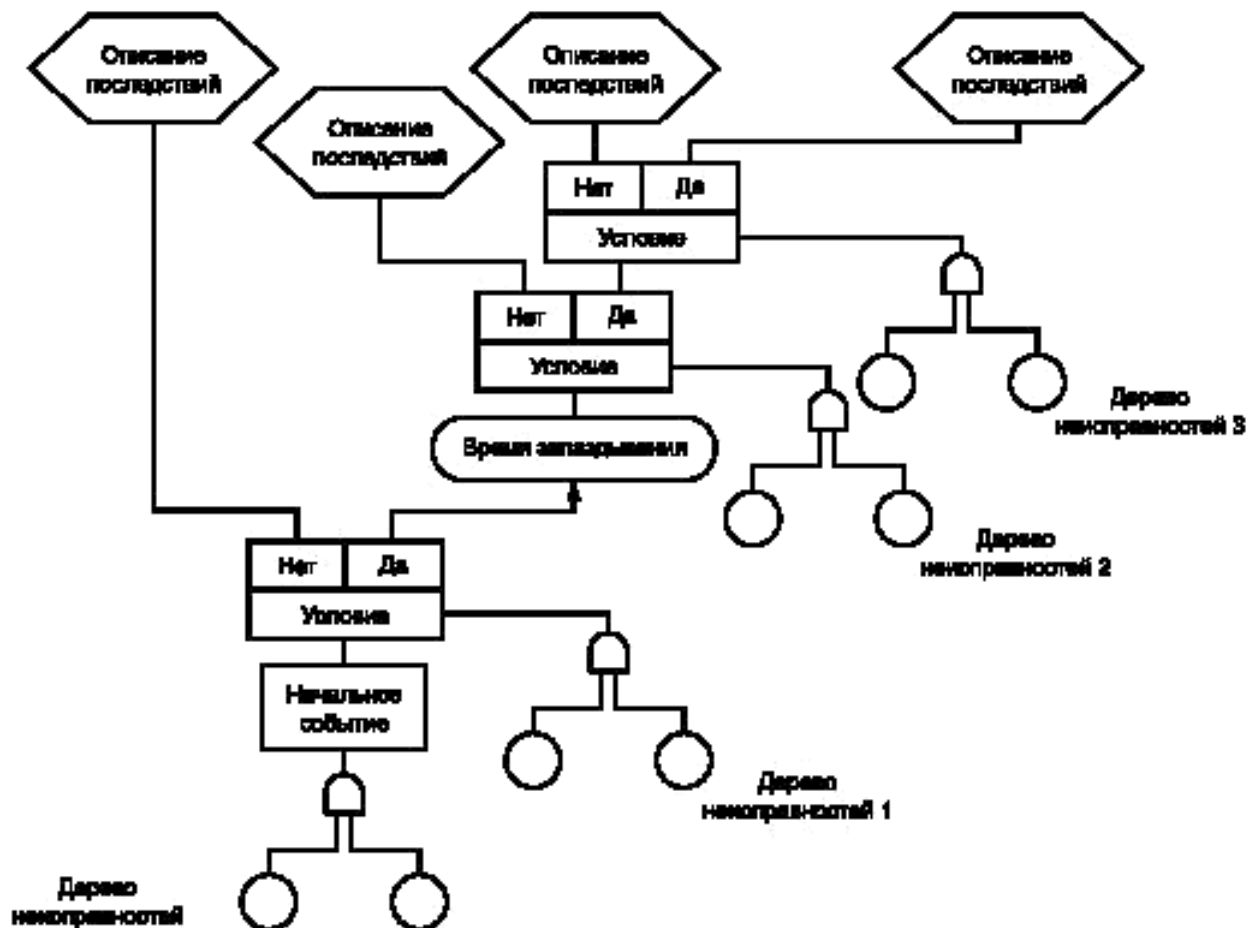 Описание
последствий
Описание
последствий
Описание
последствий
Описание
последствий
Нет
Да
Условие
Нет
Да
Условие
Дерево
неисправностей 3
Время запаздывания
Дерево
неисправностей 2
Нет
Да
Условие
Начальное
событие
Дерево
неисправностей 1
Дерево
неисправностей